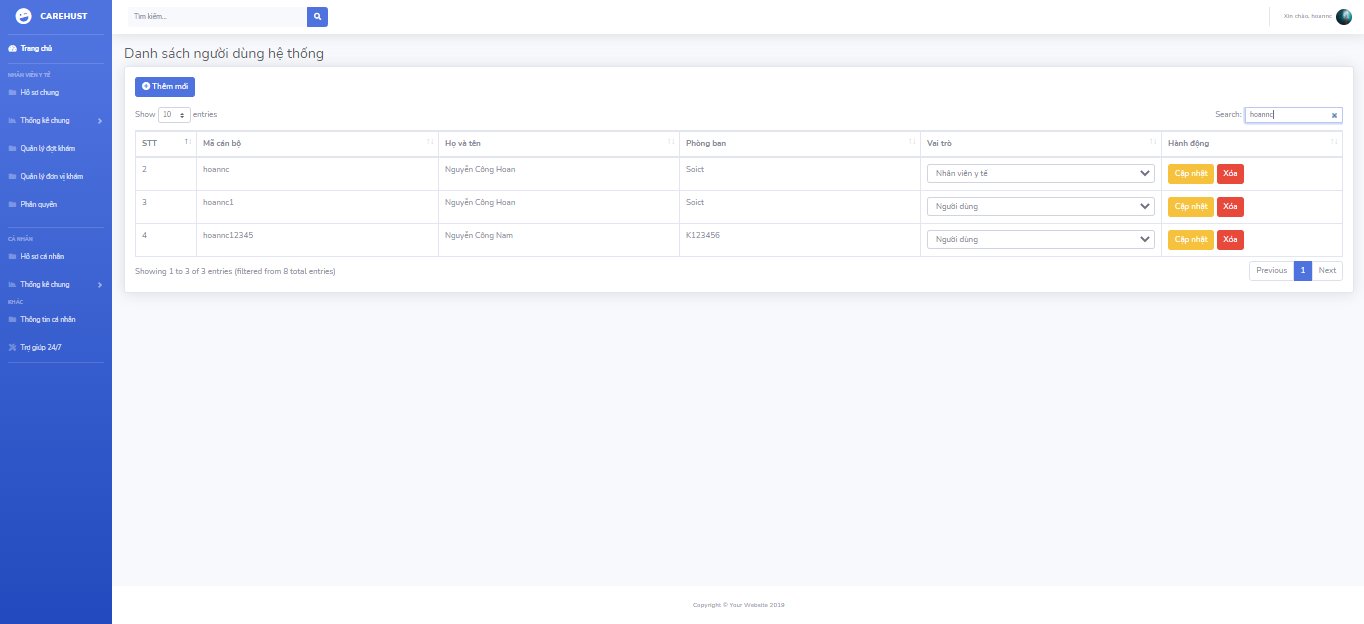 CAREHUST
Tìm kiếm...
Xin chào, hoannc
Trang chủ
NHÂN VIÊN Y TẾ
Hồ sơ chung
Thống kê chung
Quản lý đợt khám
Quản lý đơn vị khám
Phân quyền
CÁ NHÂN
Hồ sơ cá nhân
Thống kê chung
KHÁC
Thông tin cá nhân
Trợ giúp 24/7
Danh sách người dùng hệ thống
Thêm mới
Show 10 entries
Search: hoannc
STT Mã cán bộ Họ và tên Phòng ban Vai trò Hành động
2 hoannc Nguyễn Công Hoan Soict Nhân viên y tế Cập nhật Xóa
3 hoannc1 Nguyễn Công Hoan Soict Người dùng Cập nhật Xóa
4 hoannc12345 Nguyễn Công Nam K123456 Người dùng Cập nhật Xóa
Showing 1 to 3 of 3 entries (filtered from 8 total entries)
Previous 1 Next
Copyright © Your Website 2019